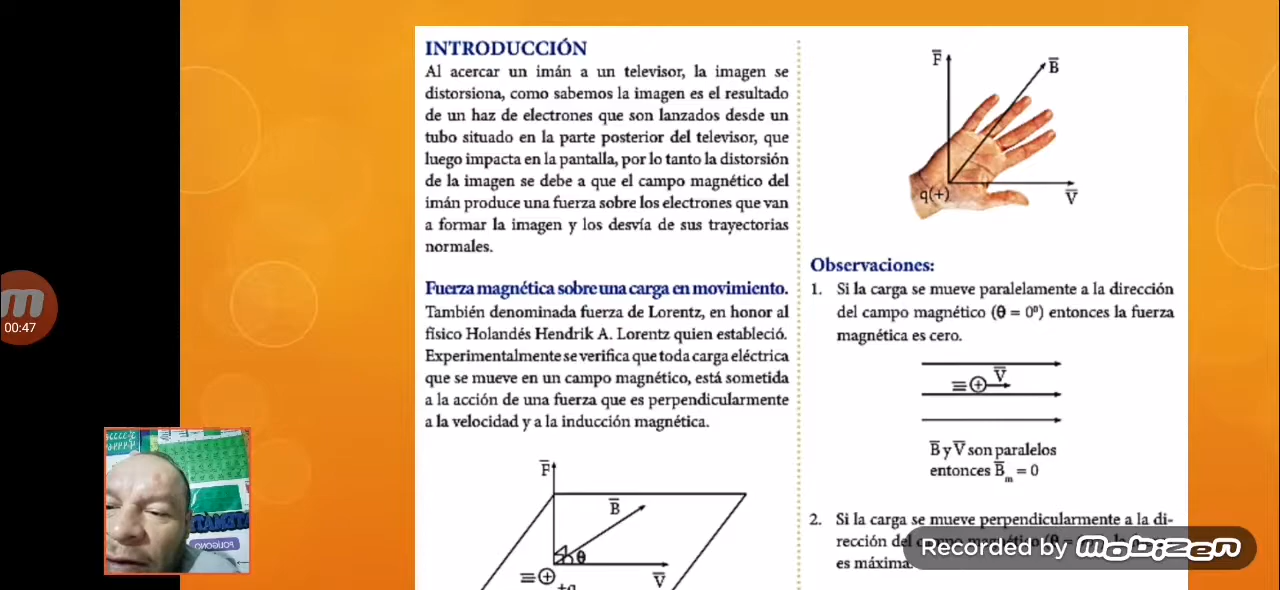 INTRODUCCIÓN
Al acercar un imán a un televisor, la imagen se
distorsiona, como sabemos la imagen es el resultado
de un haz de electrones que son lanzados desde un
tubo situado en la parte posterior del televisor, que
luego impacta en la pantalla, por lo tanto la distorsión
de la imagen se debe a que el campo magnético del
imán produce una fuerza sobre los electrones que van
a formar la imagen y los desvía de sus trayectorias
normales.
Fuerza magnética sobre una carga en movimiento.
También denominada fuerza de Lorentz, en honor al
físico Holandés Hendrik A. Lorentz quien estableció.
Experimentalmente se verifica que toda carga eléctrica
que se mueve en un campo magnético, está sometida
a la acción de una fuerza que es perpendicularmente
a la velocidad y a la inducción magnética.
F̅
B̅
θ
V̅
+q
F̅
B̅
q(+)
V̅
Observaciones:
1. Si la carga se mueve paralelamente a la dirección
del campo magnético (θ = 0º) entonces la fuerza
magnética es cero.
V̅
B̅ y V̅ son paralelos
entonces B̅m = 0
2. Si la carga se mueve perpendicularmente a la di-
rección del
es máxima.
Recorded by Mobizen
m
00:47
POLÍGONO